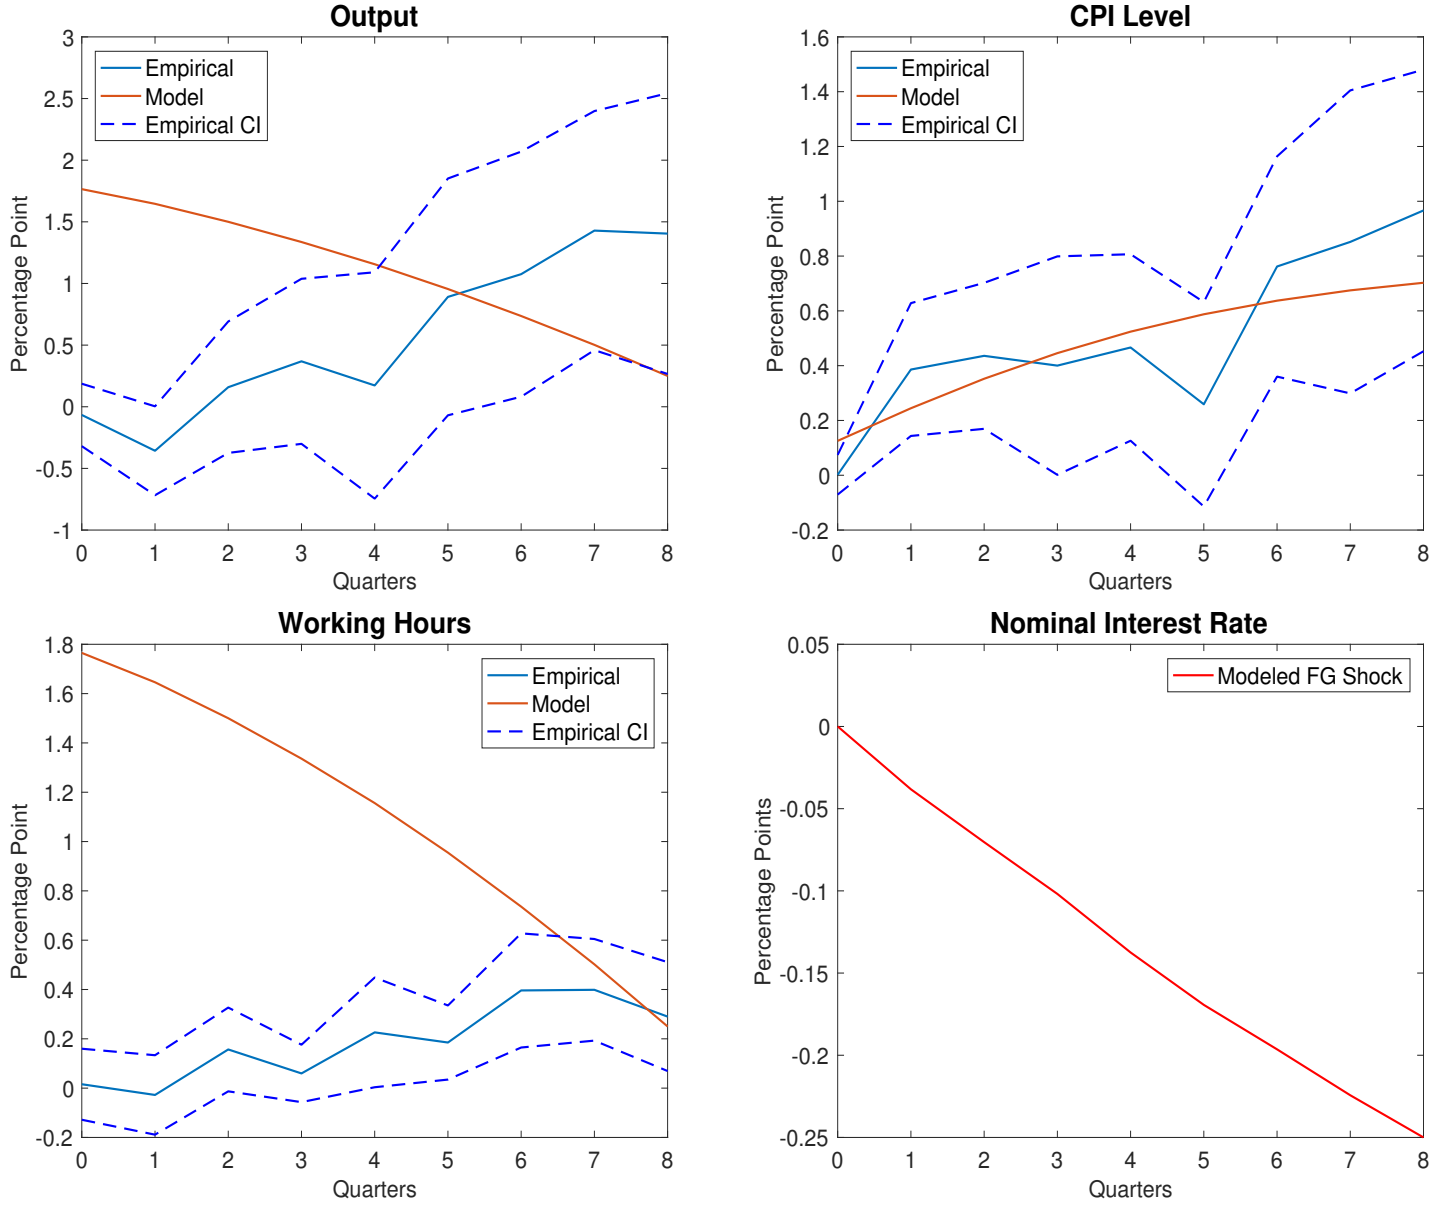 Output
3
2.5
2
1.5
1
0.5
0
-0.5
-1
Percentage Point
Empirical
Model
Empirical CI
0 1 2 3 4 5 6 7 8
Quarters
CPI Level
1.6
1.4
1.2
1
0.8
0.6
0.4
0.2
0
-0.2
Percentage Point
Empirical
Model
Empirical CI
0 1 2 3 4 5 6 7 8
Quarters
Working Hours
1.8
1.6
1.4
1.2
1
0.8
0.6
0.4
0.2
0
-0.2
Percentage Point
Empirical
Model
Empirical CI
0 1 2 3 4 5 6 7 8
Quarters
Nominal Interest Rate
0.05
0
-0.05
-0.1
-0.15
-0.2
-0.25
Percentage Points
Modeled FG Shock
0 1 2 3 4 5 6 7 8
Quarters